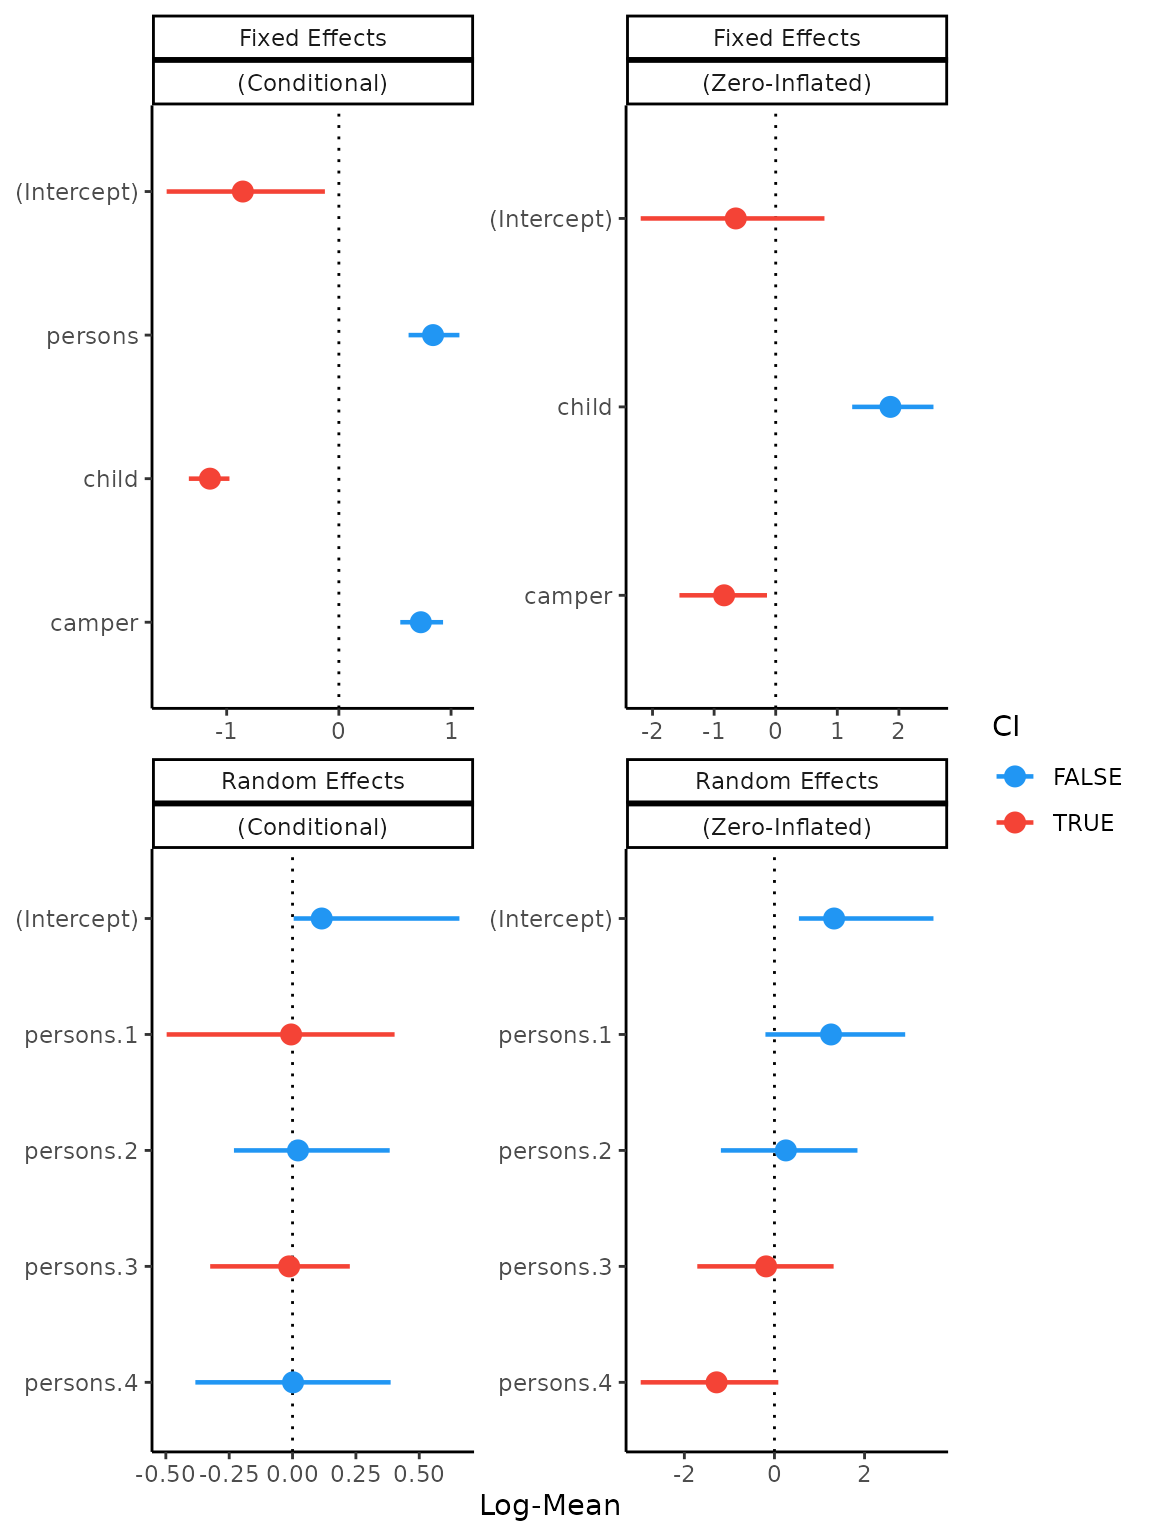 Fixed Effects
(Conditional)
(Intercept)
persons
child
camper
-1 0 1
Fixed Effects
(Zero-Inflated)
(Intercept)
child
camper
-2 -1 0 1 2
Random Effects
(Conditional)
(Intercept)
persons.1
persons.2
persons.3
persons.4
-0.50 -0.25 0.00 0.25 0.50
Random Effects
(Zero-Inflated)
(Intercept)
persons.1
persons.2
persons.3
persons.4
-2 0 2
Log-Mean
CI
FALSE
TRUE